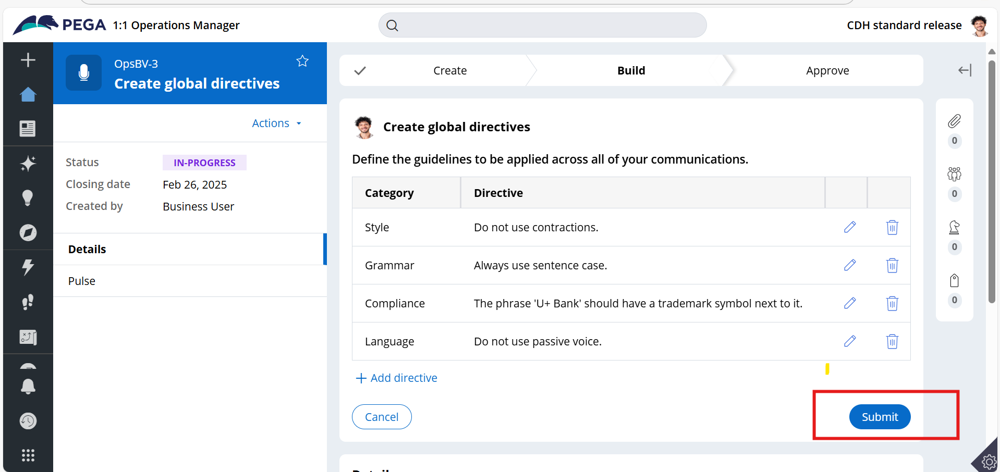 PEGA 1:1 Operations Manager
CDH standard release
OpsBV-3
Create global directives
Actions
Status IN-PROGRESS
Closing date Feb 26, 2025
Created by Business User
Details
Pulse
Create
Build
Approve
Create global directives
Define the guidelines to be applied across all of your communications.
Category Directive
Style Do not use contractions.
Grammar Always use sentence case.
Compliance The phrase 'U+ Bank' should have a trademark symbol next to it.
Language Do not use passive voice.
Add directive
Cancel
Submit
0
0
0
0